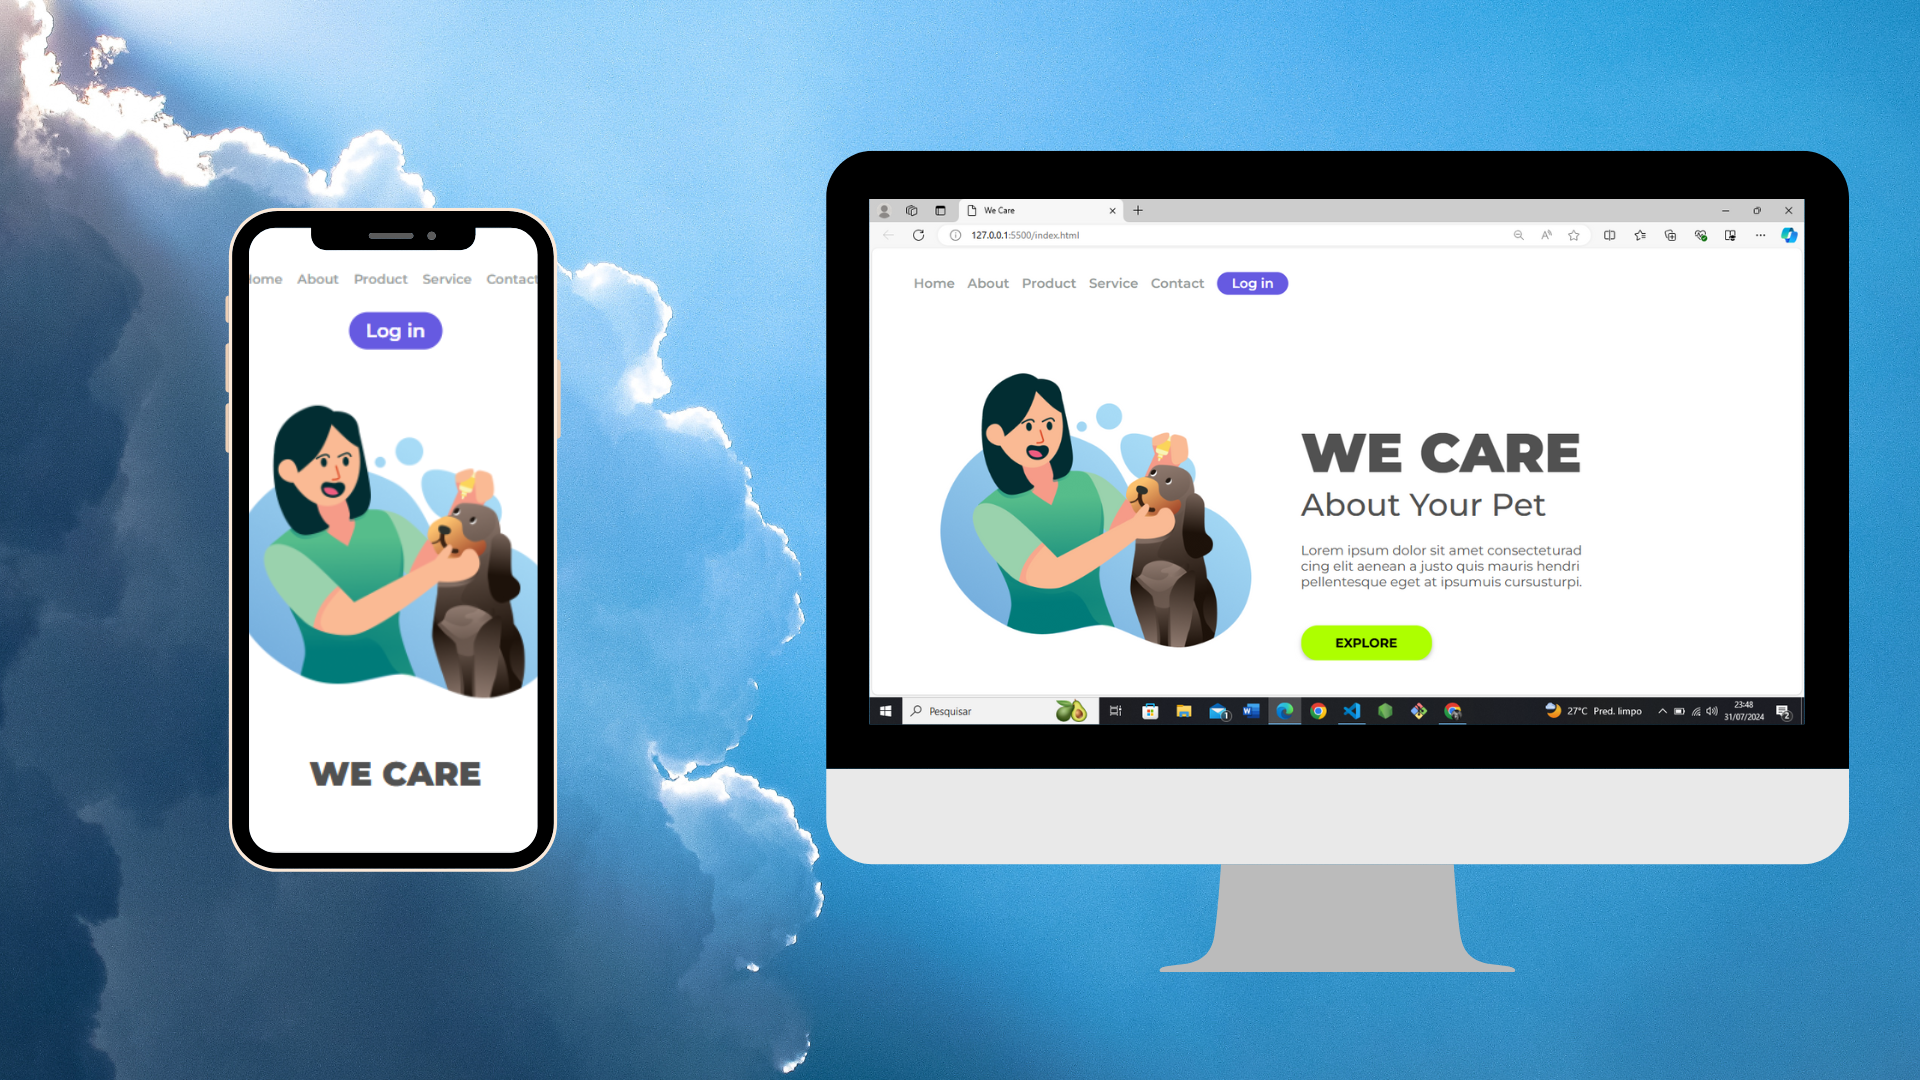 ome About Product Service Contact
Log in
WE CARE
We Care
127.0.0.1:5500/index.html
Home About Product Service Contact Log in
WE CARE
About Your Pet
Lorem ipsum dolor sit amet consecteturad
cing elit aenean a justo quis mauris hendri
pellentesque eget at ipsumuis cursusturpi.
EXPLORE
Pesquisar
1
27°C Pred. limpo
23:48
31/07/2024
2